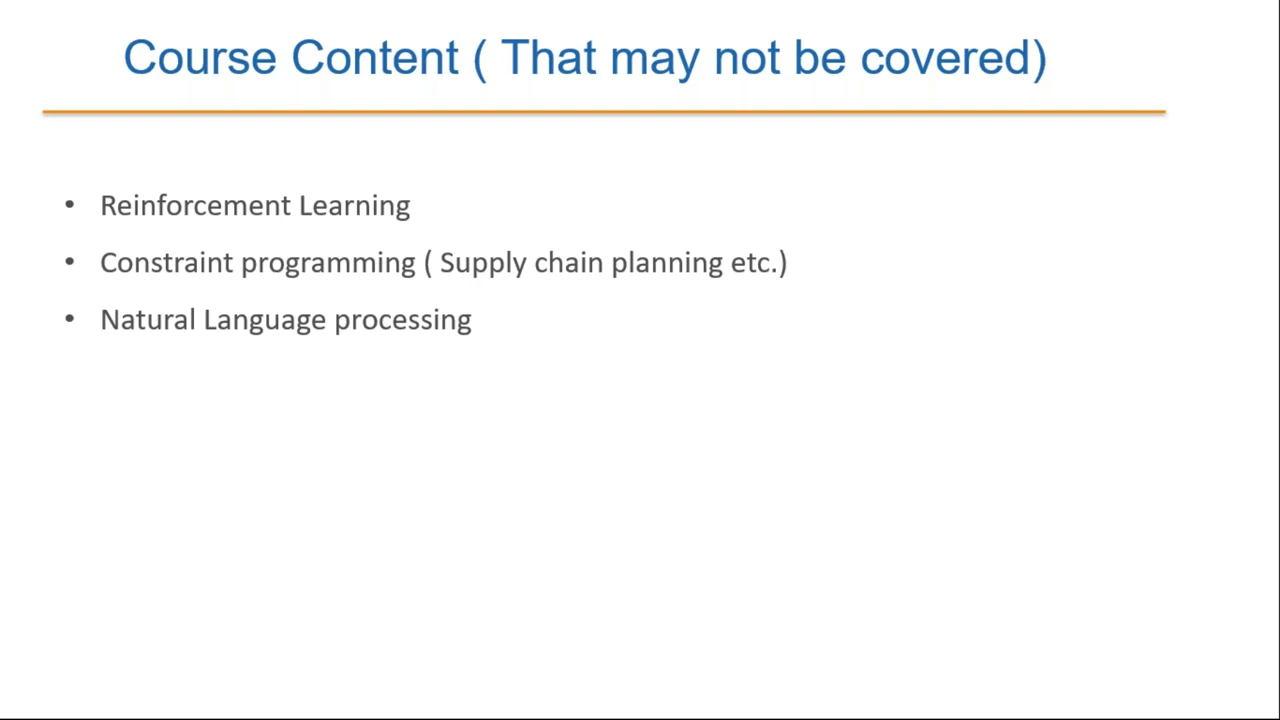 Course Content ( That may not be covered)
• Reinforcement Learning
• Constraint programming ( Supply chain planning etc.)
• Natural Language processing